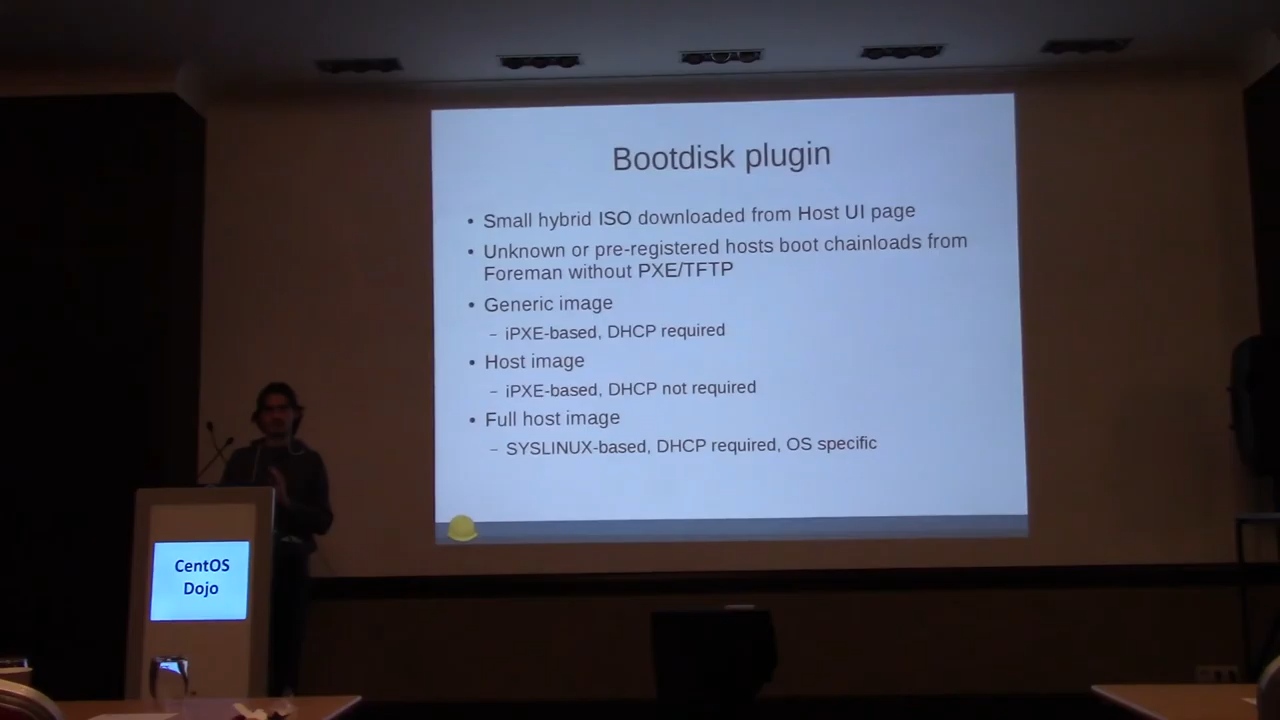 Bootdisk plugin
• Small hybrid ISO downloaded from Host UI page
• Unknown or pre-registered hosts boot chainloads from
Foreman without PXE/TFTP
• Generic image
– iPXE-based, DHCP required
• Host image
– iPXE-based, DHCP not required
• Full host image
– SYSLINUX-based, DHCP required, OS specific
CentOS
Dojo